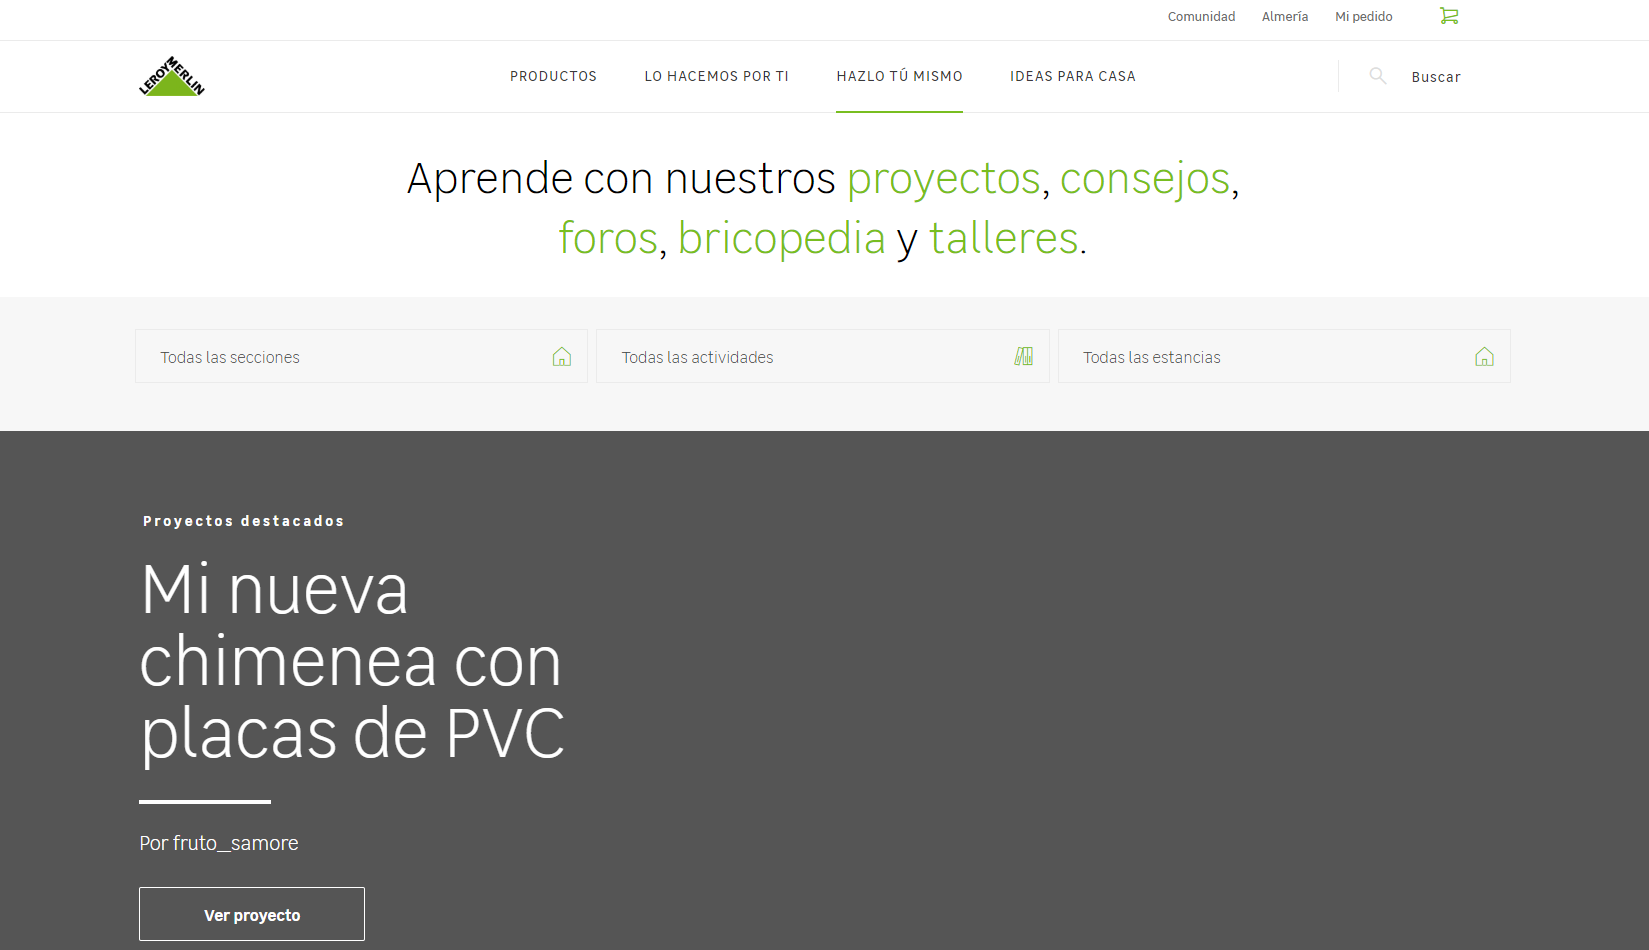 Comunidad Almería Mi pedido
LEROY MERLIN
PRODUCTOS LO HACEMOS POR TI HAZLO TÚ MISMO IDEAS PARA CASA Buscar
Aprende con nuestros proyectos, consejos,
foros, bricopedia y talleres.
Todas las secciones Todas las actividades Todas las estancias
Proyectos destacados
Mi nueva
chimenea con
placas de PVC
Por fruto_samore
Ver proyecto